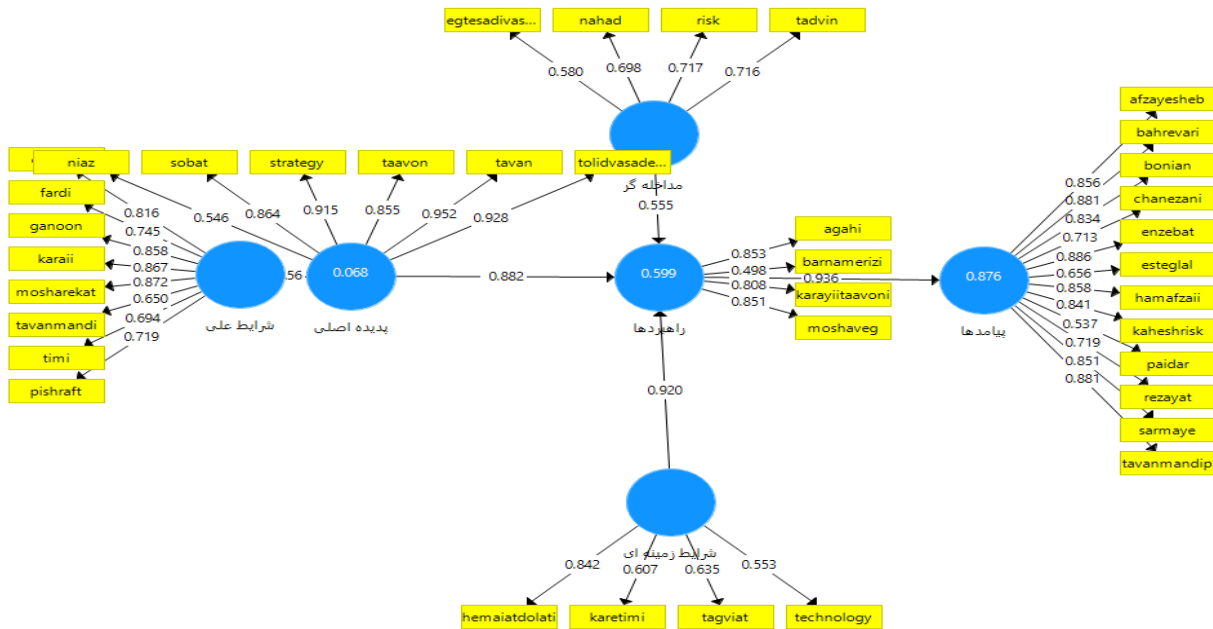 egtesadivas...
nahad
risk
tadvin
0.580
0.698
0.717
0.716
مداخله گر
0.555
niaz
sobat
strategy
taavon
tavan
tolidvasade...
0.546
0.864
0.915
0.855
0.952
0.928
fardi
ganoon
karaii
mosharekat
tavanmandi
timi
pishraft
0.816
0.745
0.858
0.867
0.872
0.650
0.694
0.719
شرایط علی
.56
0.068
پدیده اصلی
0.882
0.599
راهبردها
0.853
0.498
0.936
0.808
0.851
agahi
barnamerizi
karayiitaavoni
moshaveg
0.876
پیامدها
0.856
0.881
0.834
0.713
0.886
0.656
0.858
0.841
0.537
0.719
0.851
0.881
afzayesheb
bahrevari
bonian
chanezani
enzebat
esteglal
hamafzaii
kaheshrisk
paidar
rezayat
sarmaye
tavanmandip
0.920
شرایط زمینه ای
0.842
0.607
0.635
0.553
hemaiatdolati
karetimi
tagviat
technology